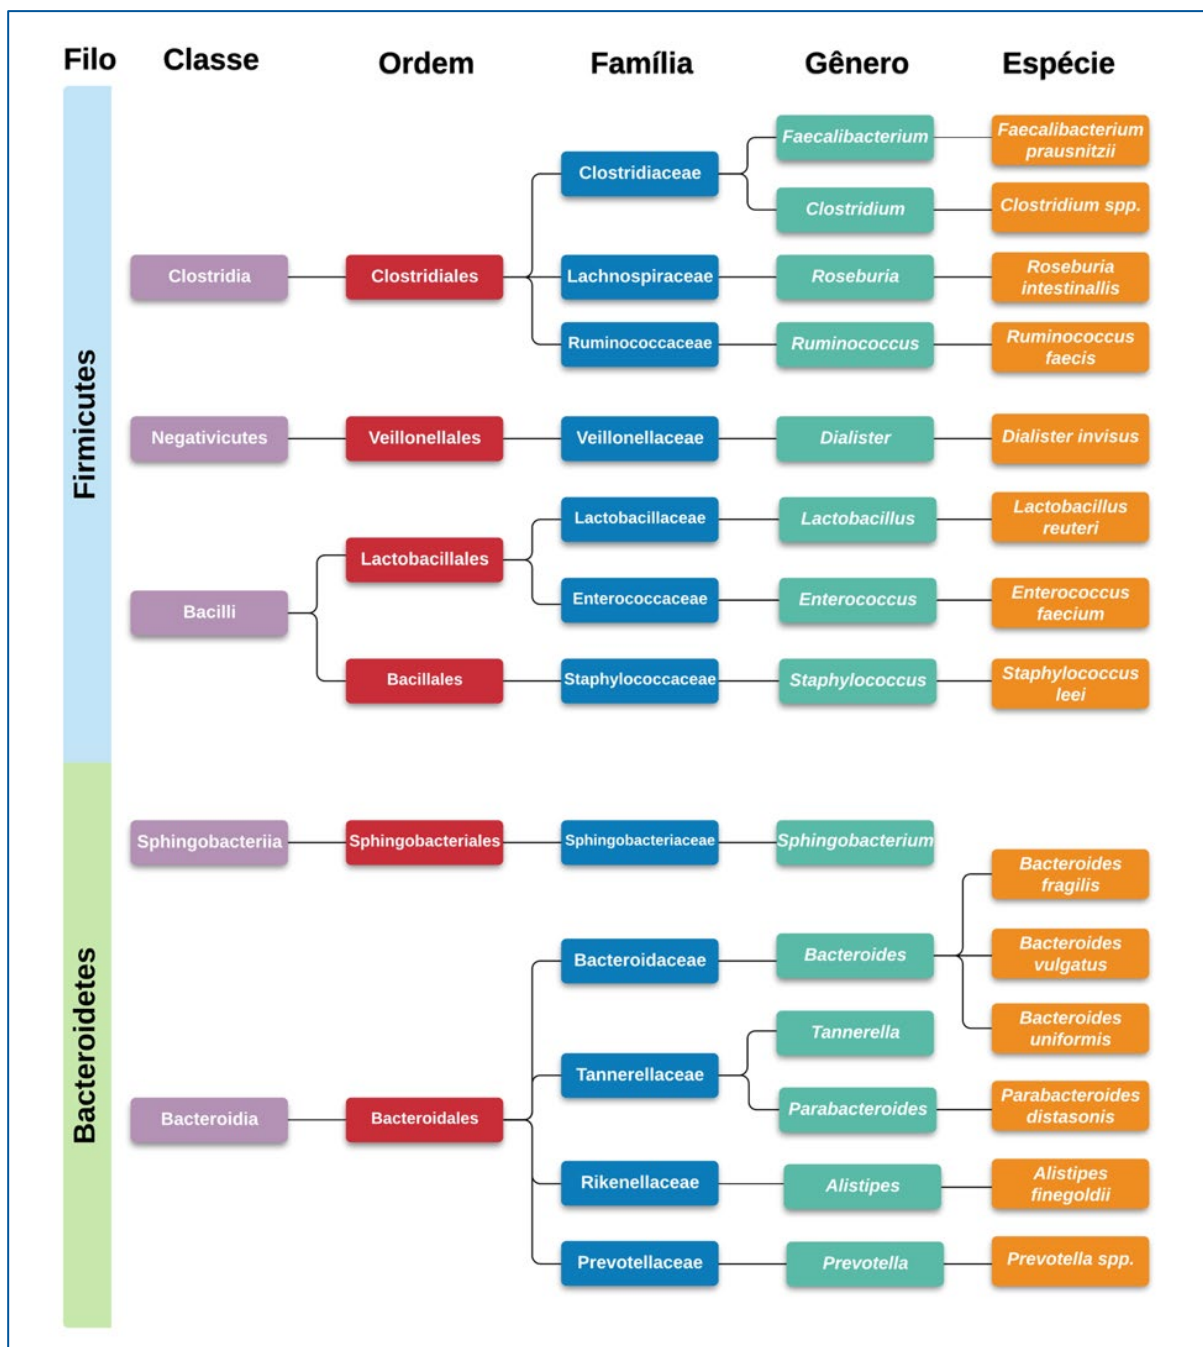 Filo Classe Ordem Família Gênero Espécie
Firmicutes
Clostridia
Clostridiales
Clostridiaceae
Faecalibacterium
Faecalibacterium
prausnitzii
Clostridium
Clostridium spp.
Lachnospiraceae
Roseburia
Roseburia
intestinallis
Ruminococcaceae
Ruminococcus
Ruminococcus
faecis
Negativicutes
Veillonellales
Veillonellaceae
Dialister
Dialister invisus
Bacilli
Lactobacillales
Lactobacillaceae
Lactobacillus
Lactobacillus
reuteri
Enterococcaceae
Enterococcus
Enterococcus
faecium
Bacillales
Staphylococcaceae
Staphylococcus
Staphylococcus
leei
Bacteroidetes
Sphingobacteriia
Sphingobacteriales
Sphingobacteriaceae
Sphingobacterium
Bacteroidia
Bacteroidales
Bacteroidaceae
Bacteroides
Bacteroides
fragilis
Bacteroides
vulgatus
Bacteroides
uniformis
Tannerellaceae
Tannerella
Parabacteroides
Parabacteroides
distasonis
Rikenellaceae
Alistipes
Alistipes
finegoldii
Prevotellaceae
Prevotella
Prevotella spp.